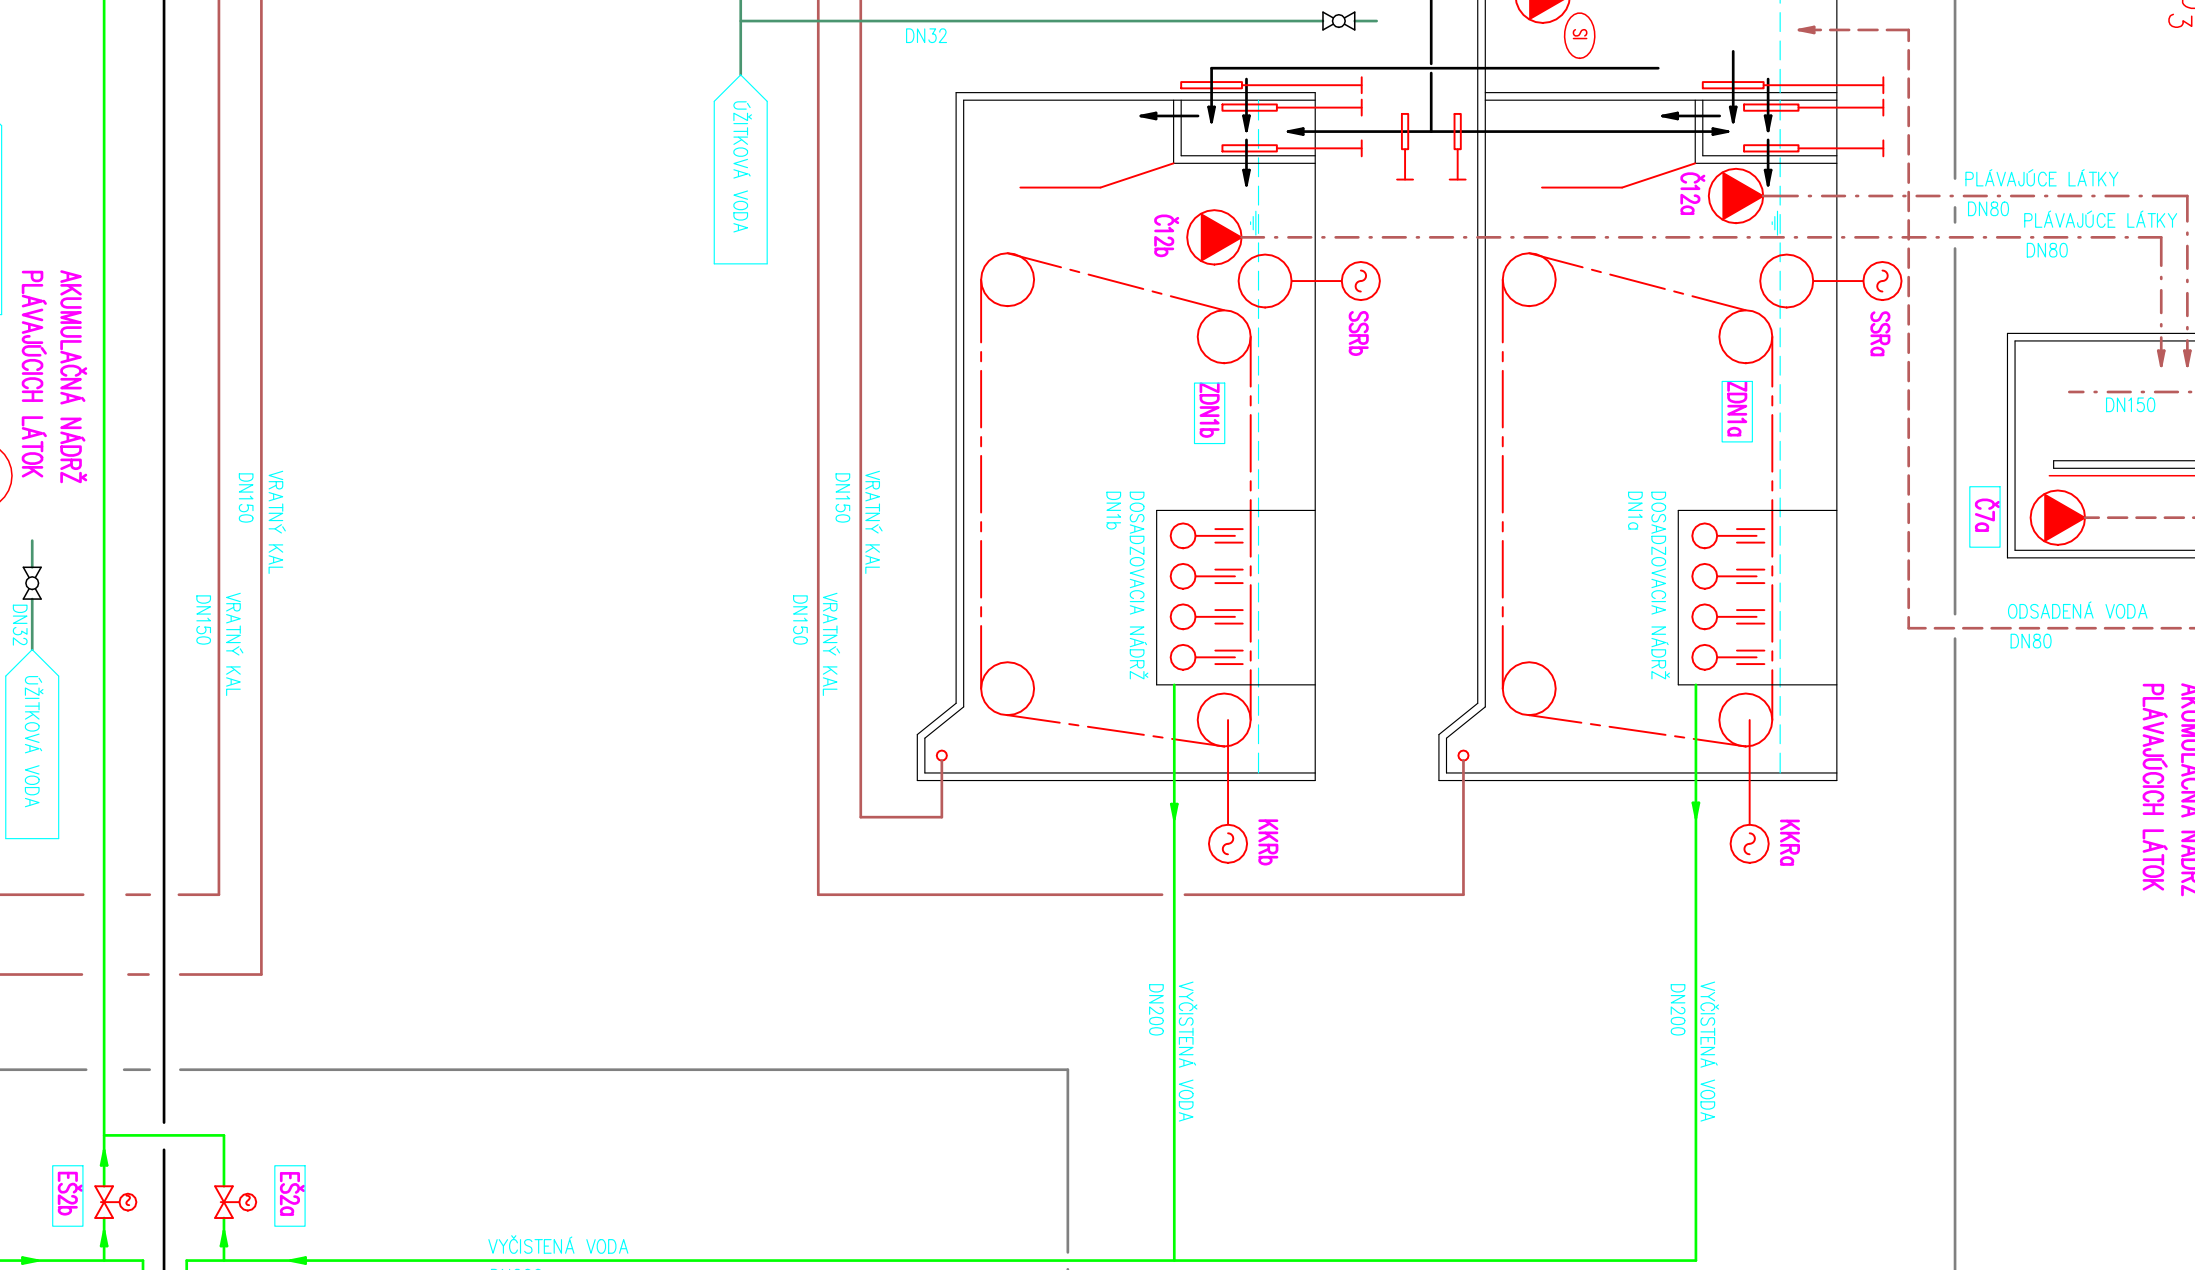 DN32
SI
ÚŽITKOVÁ VODA
Č12a
Č12b
PLÁVAJÚCE LÁTKY
DN80
PLÁVAJÚCE LÁTKY
DN80
AKUMULAČNÁ NÁDRŽ
PLÁVAJÚCICH LÁTOK
SSRb
SSRa
ZDN1b
ZDN1a
DN150
VRATNÝ KAL
DN150
VRATNÝ KAL
DN150
VRATNÝ KAL
DN150
VRATNÝ KAL
DN150
DOSADZOVACIA NÁDRŽ
DN1b
DOSADZOVACIA NÁDRŽ
DN1a
Č7a
ODSADENÁ VODA
DN80
DN32
ÚŽITKOVÁ VODA
AKUMULAČNÁ NÁDRŽ
PLÁVAJÚCICH LÁTOK
KKRb
KKRa
VYČISTENÁ VODA
DN200
VYČISTENÁ VODA
DN200
EŠ2b
EŠ2a
VYČISTENÁ VODA